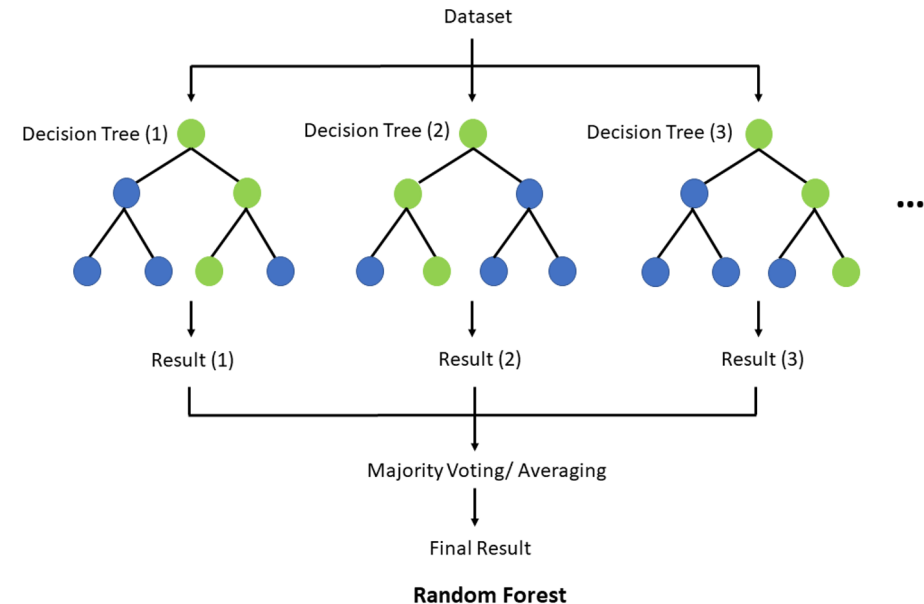 Dataset
Decision Tree (1)
Decision Tree (2)
Decision Tree (3)
...
Result (1)
Result (2)
Result (3)
Majority Voting/ Averaging
Final Result
Random Forest